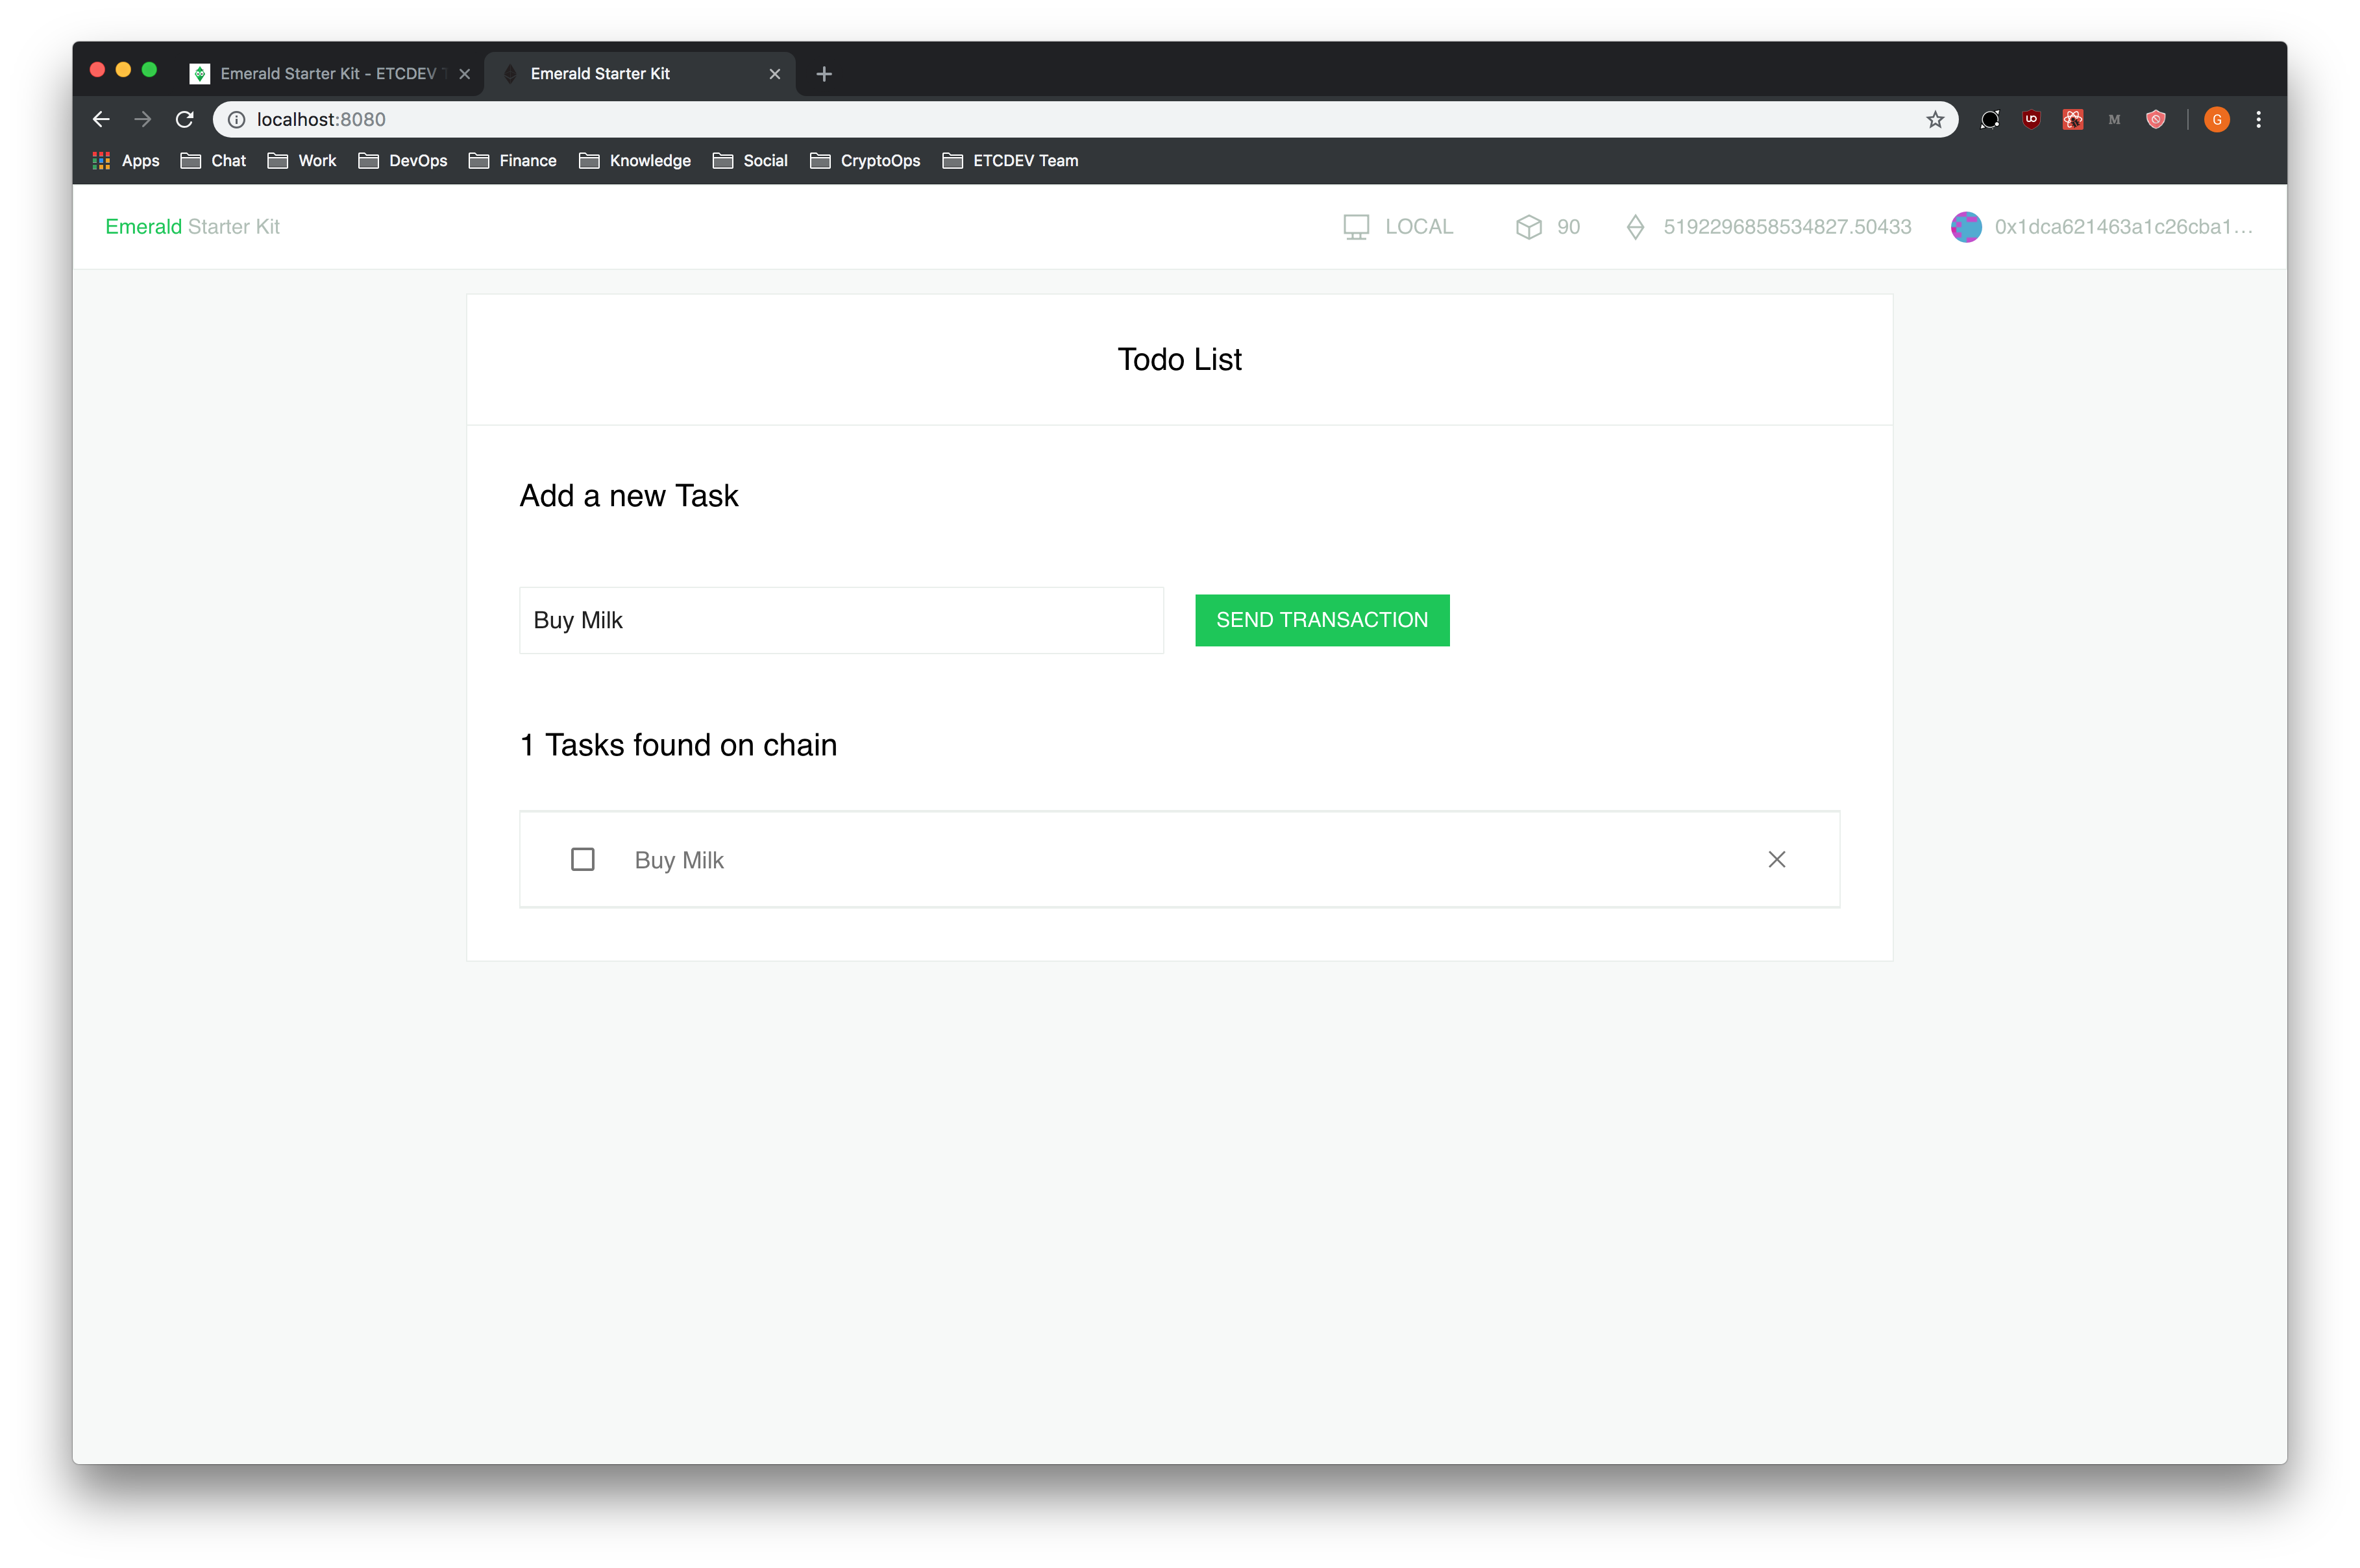 Emerald Starter Kit - ETCDEV
Emerald Starter Kit
localhost:8080
G
Apps Chat Work DevOps Finance Knowledge Social CryptoOps ETCDEV Team
Emerald Starter Kit
LOCAL 90 5192296858534827.50433 0x1dca621463a1c26cba1...
Todo List
Add a new Task
Buy Milk
SEND TRANSACTION
1 Tasks found on chain
Buy Milk